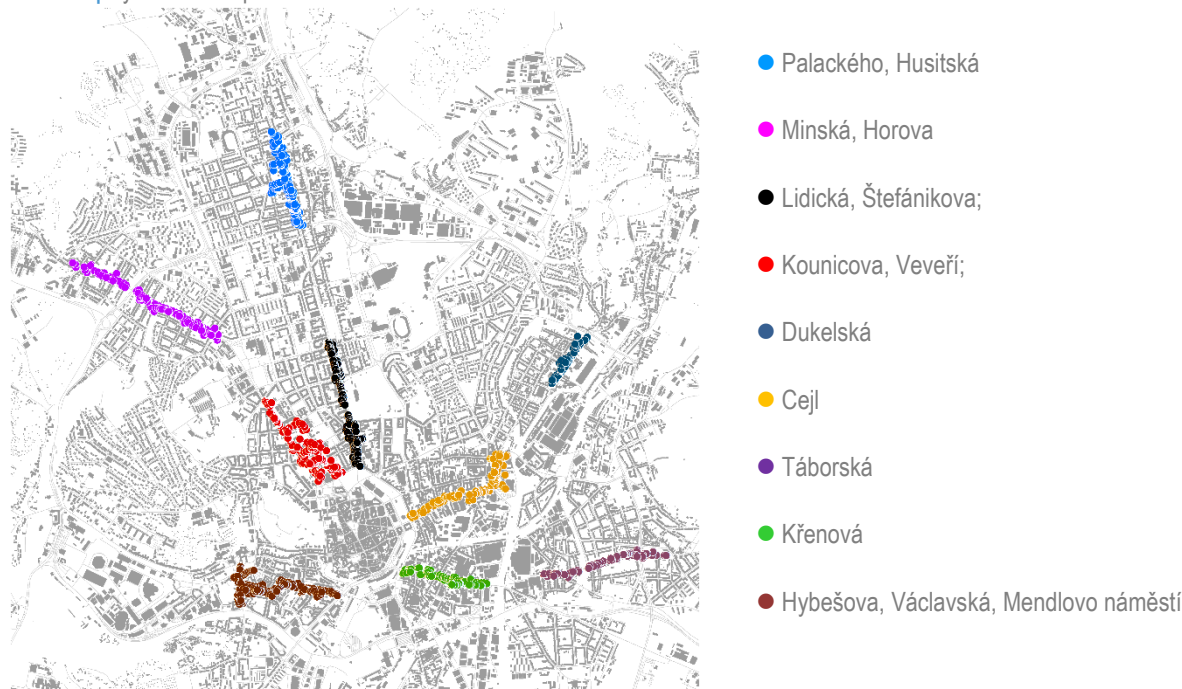 Palackého, Husitská
Minská, Horova
Lidická, Štefánikova;
Kounicova, Veveří;
Dukelská
Cejl
Táborská
Křenová
Hybešova, Václavská, Mendlovo náměstí